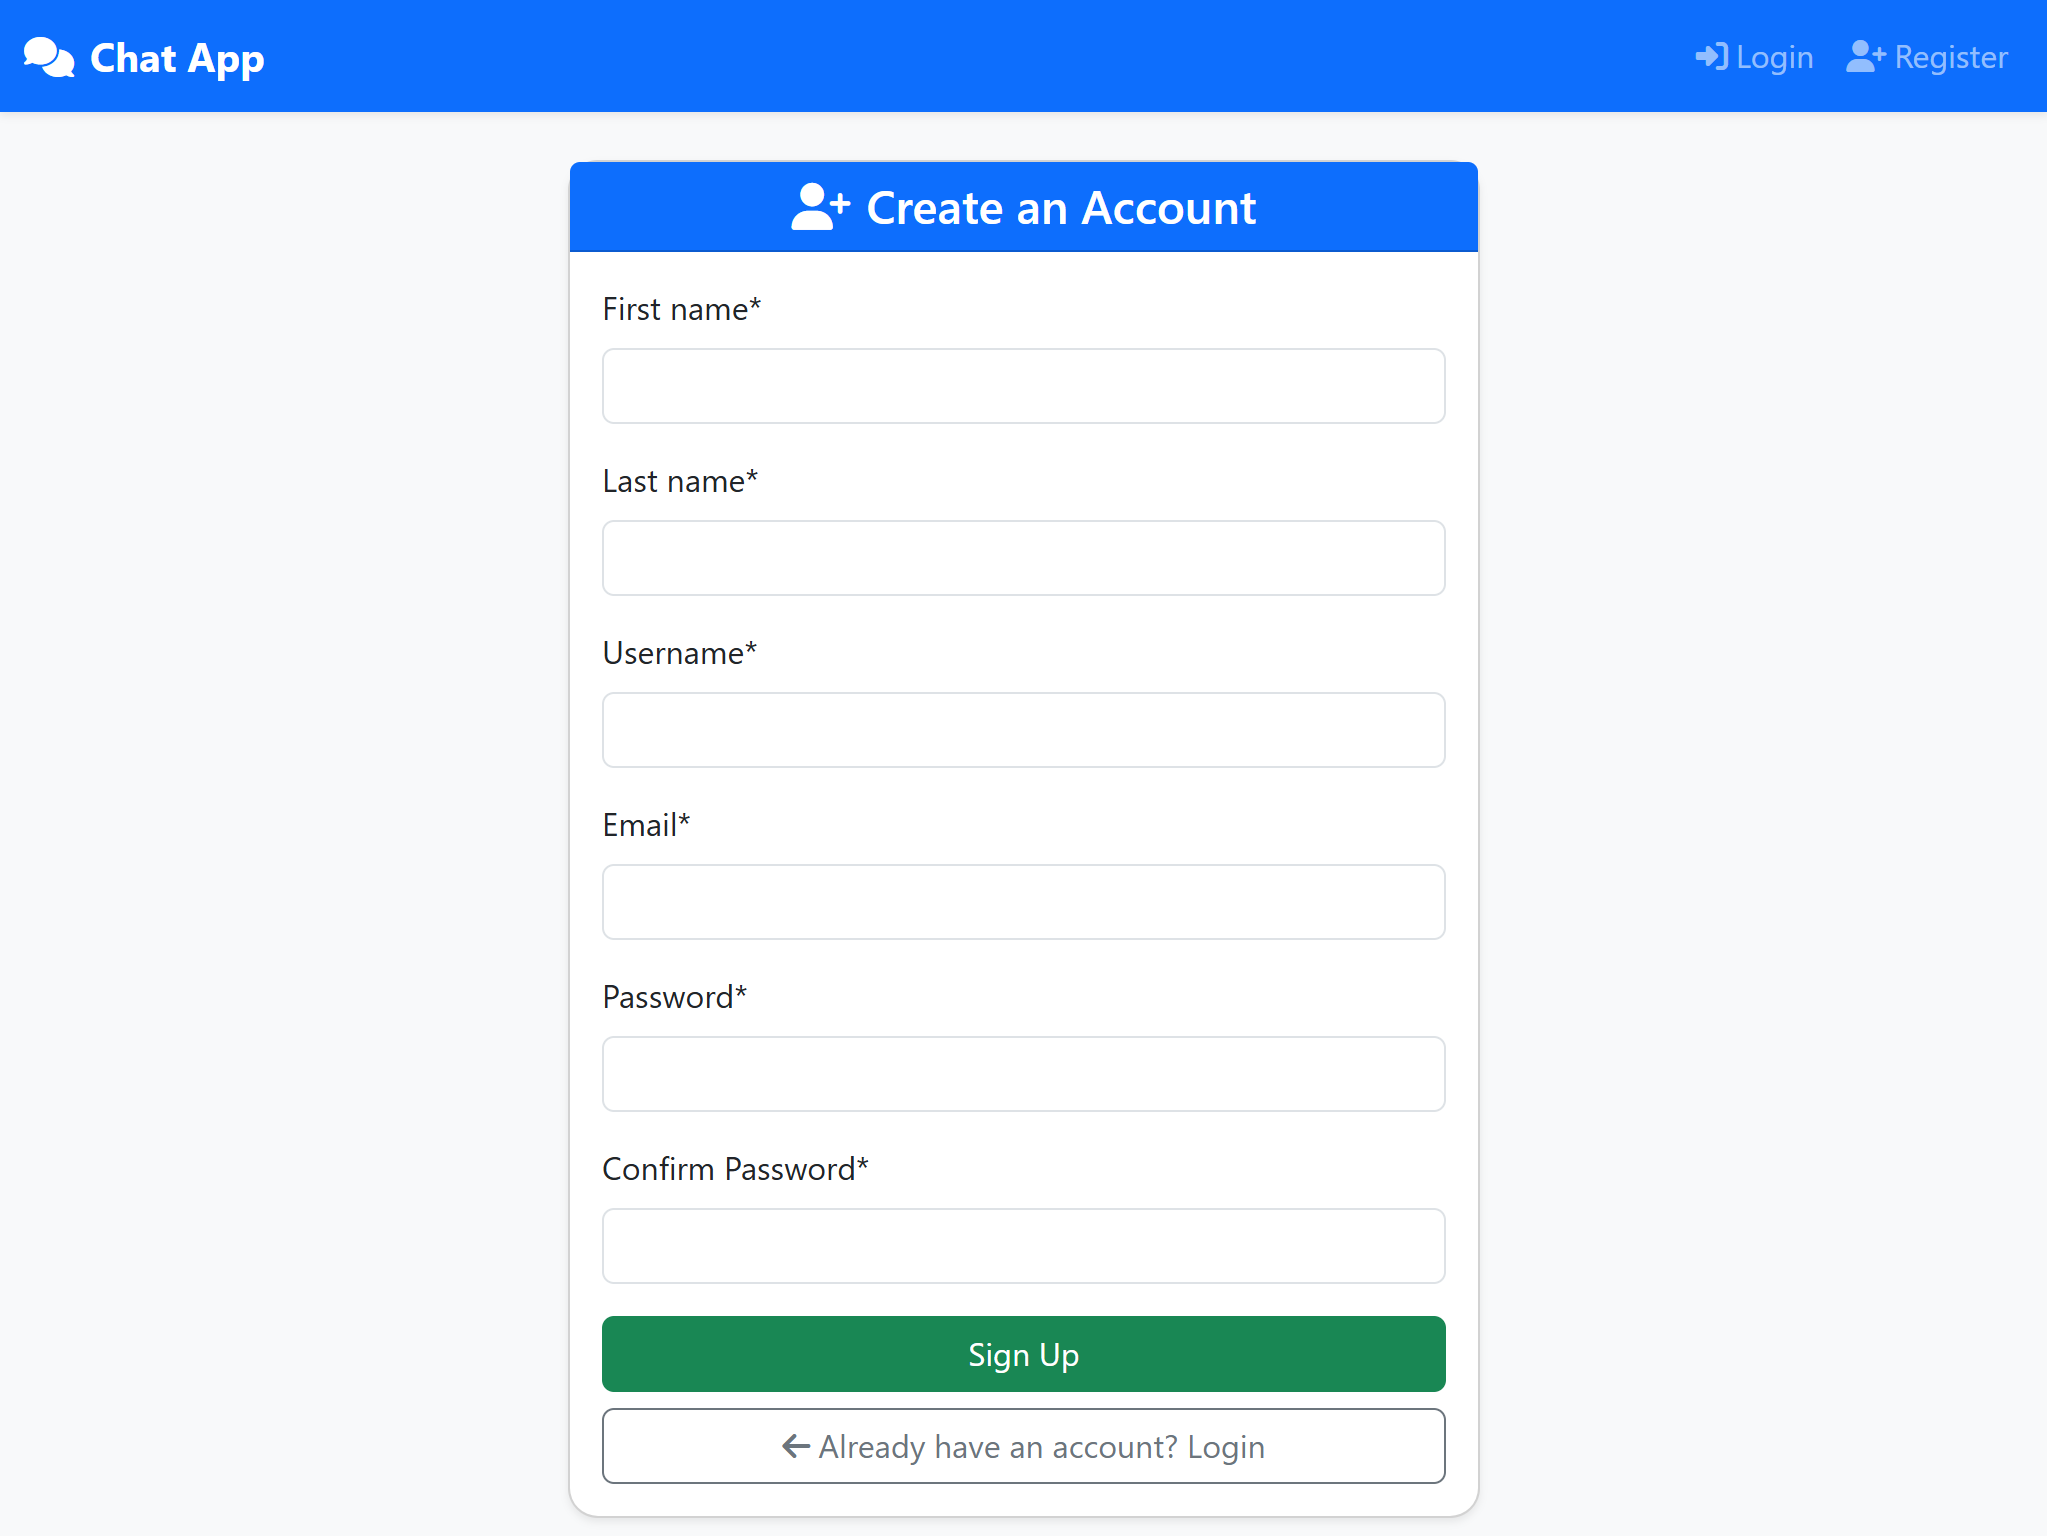 Chat App
Login
Register
Create an Account
First name*
Last name*
Username*
Email*
Password*
Confirm Password*
Sign Up
Already have an account? Login